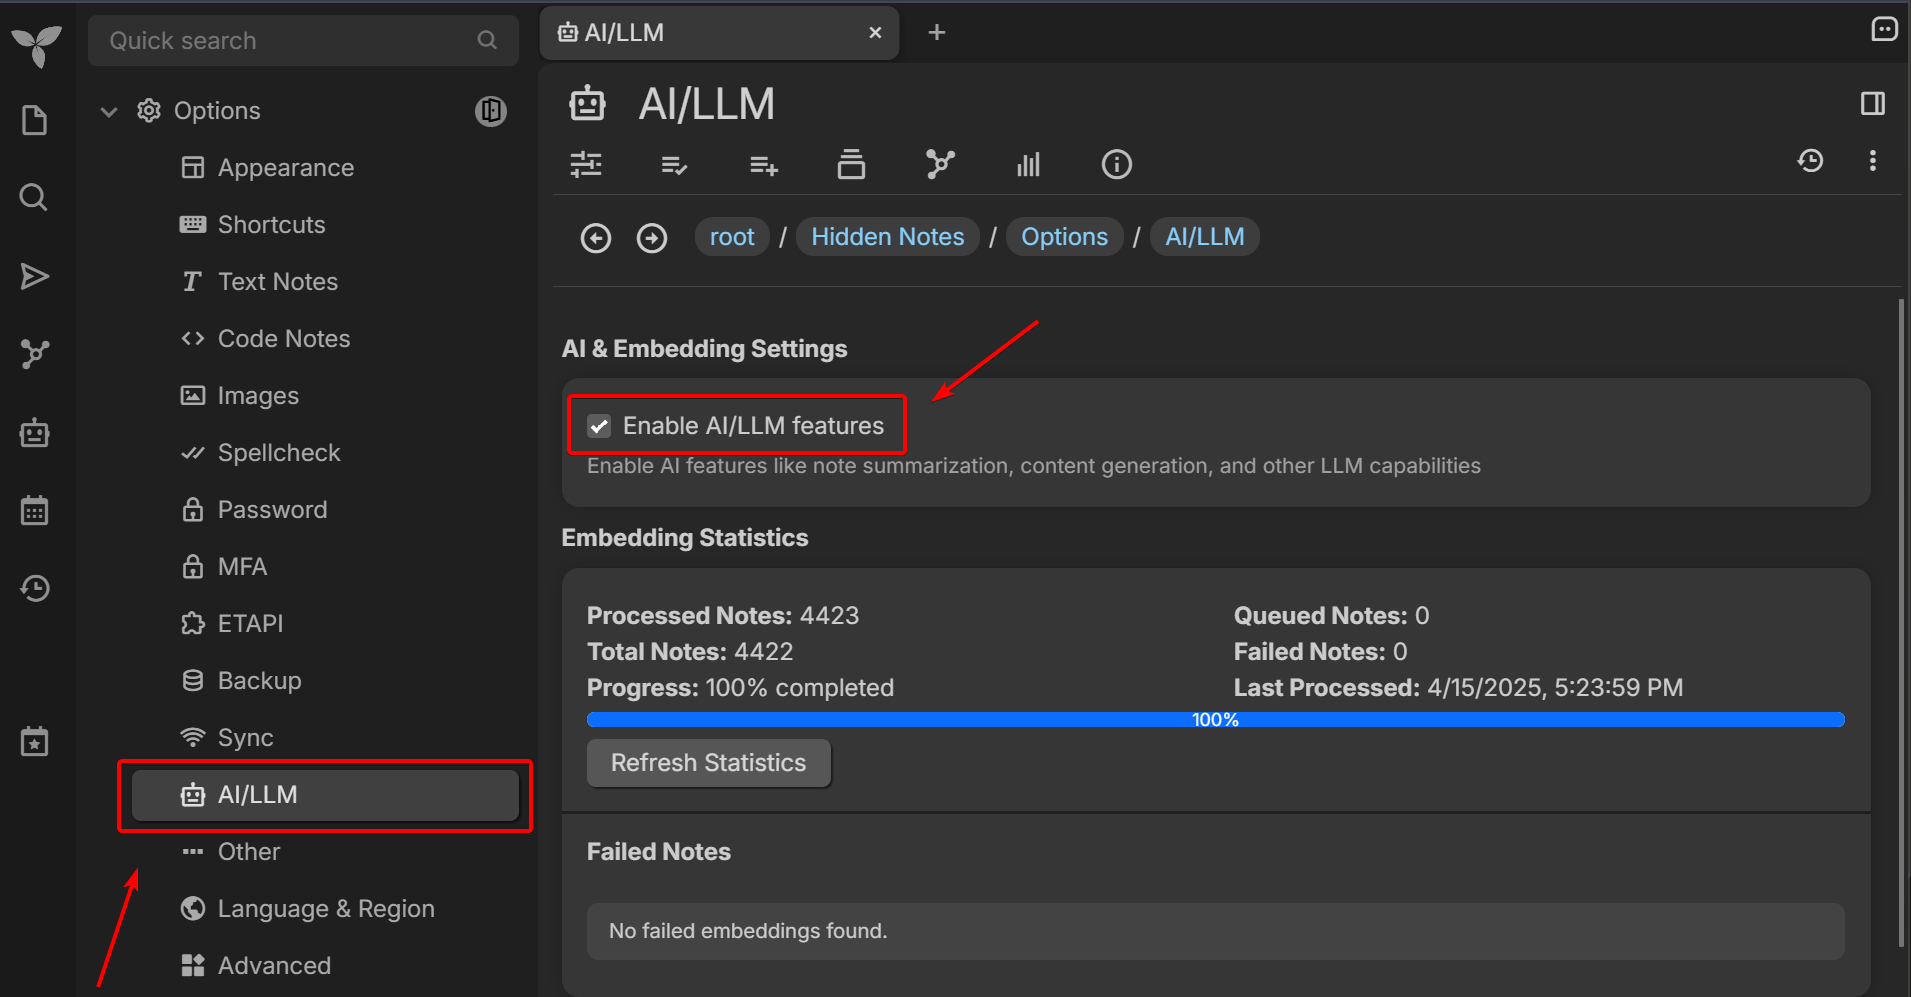 Quick search
Options
Appearance
Shortcuts
Text Notes
Code Notes
Images
Spellcheck
Password
MFA
ETAPI
Backup
Sync
AI/LLM
Other
Language & Region
Advanced
AI/LLM
AI/LLM
root / Hidden Notes / Options / AI/LLM
AI & Embedding Settings
Enable AI/LLM features
Enable AI features like note summarization, content generation, and other LLM capabilities
Embedding Statistics
Processed Notes: 4423
Total Notes: 4422
Progress: 100% completed
Queued Notes: 0
Failed Notes: 0
Last Processed: 4/15/2025, 5:23:59 PM
100%
Refresh Statistics
Failed Notes
No failed embeddings found.